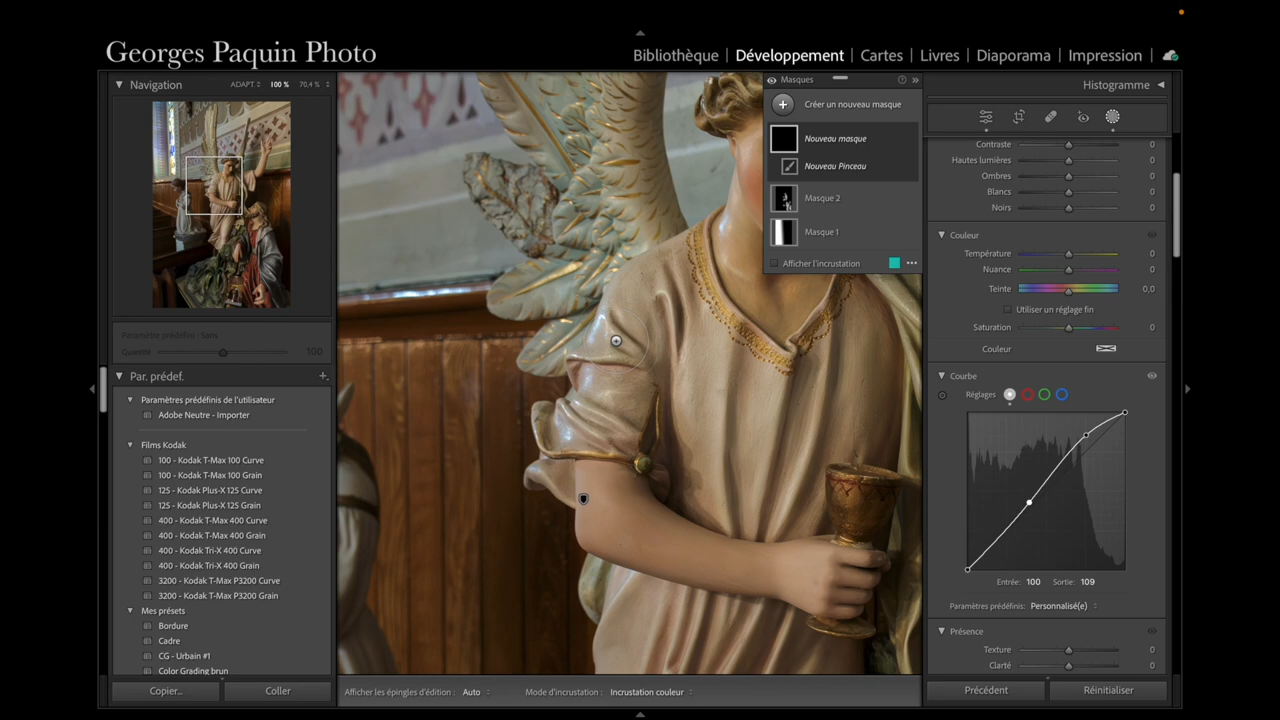 Georges Paquin Photo
Bibliothèque | Développement | Cartes | Livres | Diaporama | Impression |
Navigation ADAPT. 100 % 70,4 %
Paramètre prédéfini : Sans
Quantité 100
Par. prédéf. +
Paramètres prédéfinis de l'utilisateur
Adobe Neutre - Importer
Films Kodak
100 - Kodak T-Max 100 Curve
100 - Kodak T-Max 100 Grain
125 - Kodak Plus-X 125 Curve
125 - Kodak Plus-X 125 Grain
400 - Kodak T-Max 400 Curve
400 - Kodak T-Max 400 Grain
400 - Kodak Tri-X 400 Curve
400 - Kodak Tri-X 400 Grain
3200 - Kodak T-Max P3200 Curve
3200 - Kodak T-Max P3200 Grain
Mes présets
Bordure
Cadre
CG - Urbain #1
Color Grading brun
Copier... Coller
Masques
Créer un nouveau masque
Nouveau masque
Nouveau Pinceau
Masque 2
Masque 1
Afficher l'incrustation
Afficher les épingles d'édition : Auto Mode d'incrustation : Incrustation couleur
Histogramme
Contraste 0
Hautes lumières 0
Ombres 0
Blancs 0
Noirs 0
Couleur
Température 0
Nuance 0
Teinte 0,0
Utiliser un réglage fin
Saturation 0
Couleur
Courbe
Réglages
Entrée: 100 Sortie: 109
Paramètres prédéfinis: Personnalisé(e)
Présence
Texture 0
Clarté 0
Précédent Réinitialiser